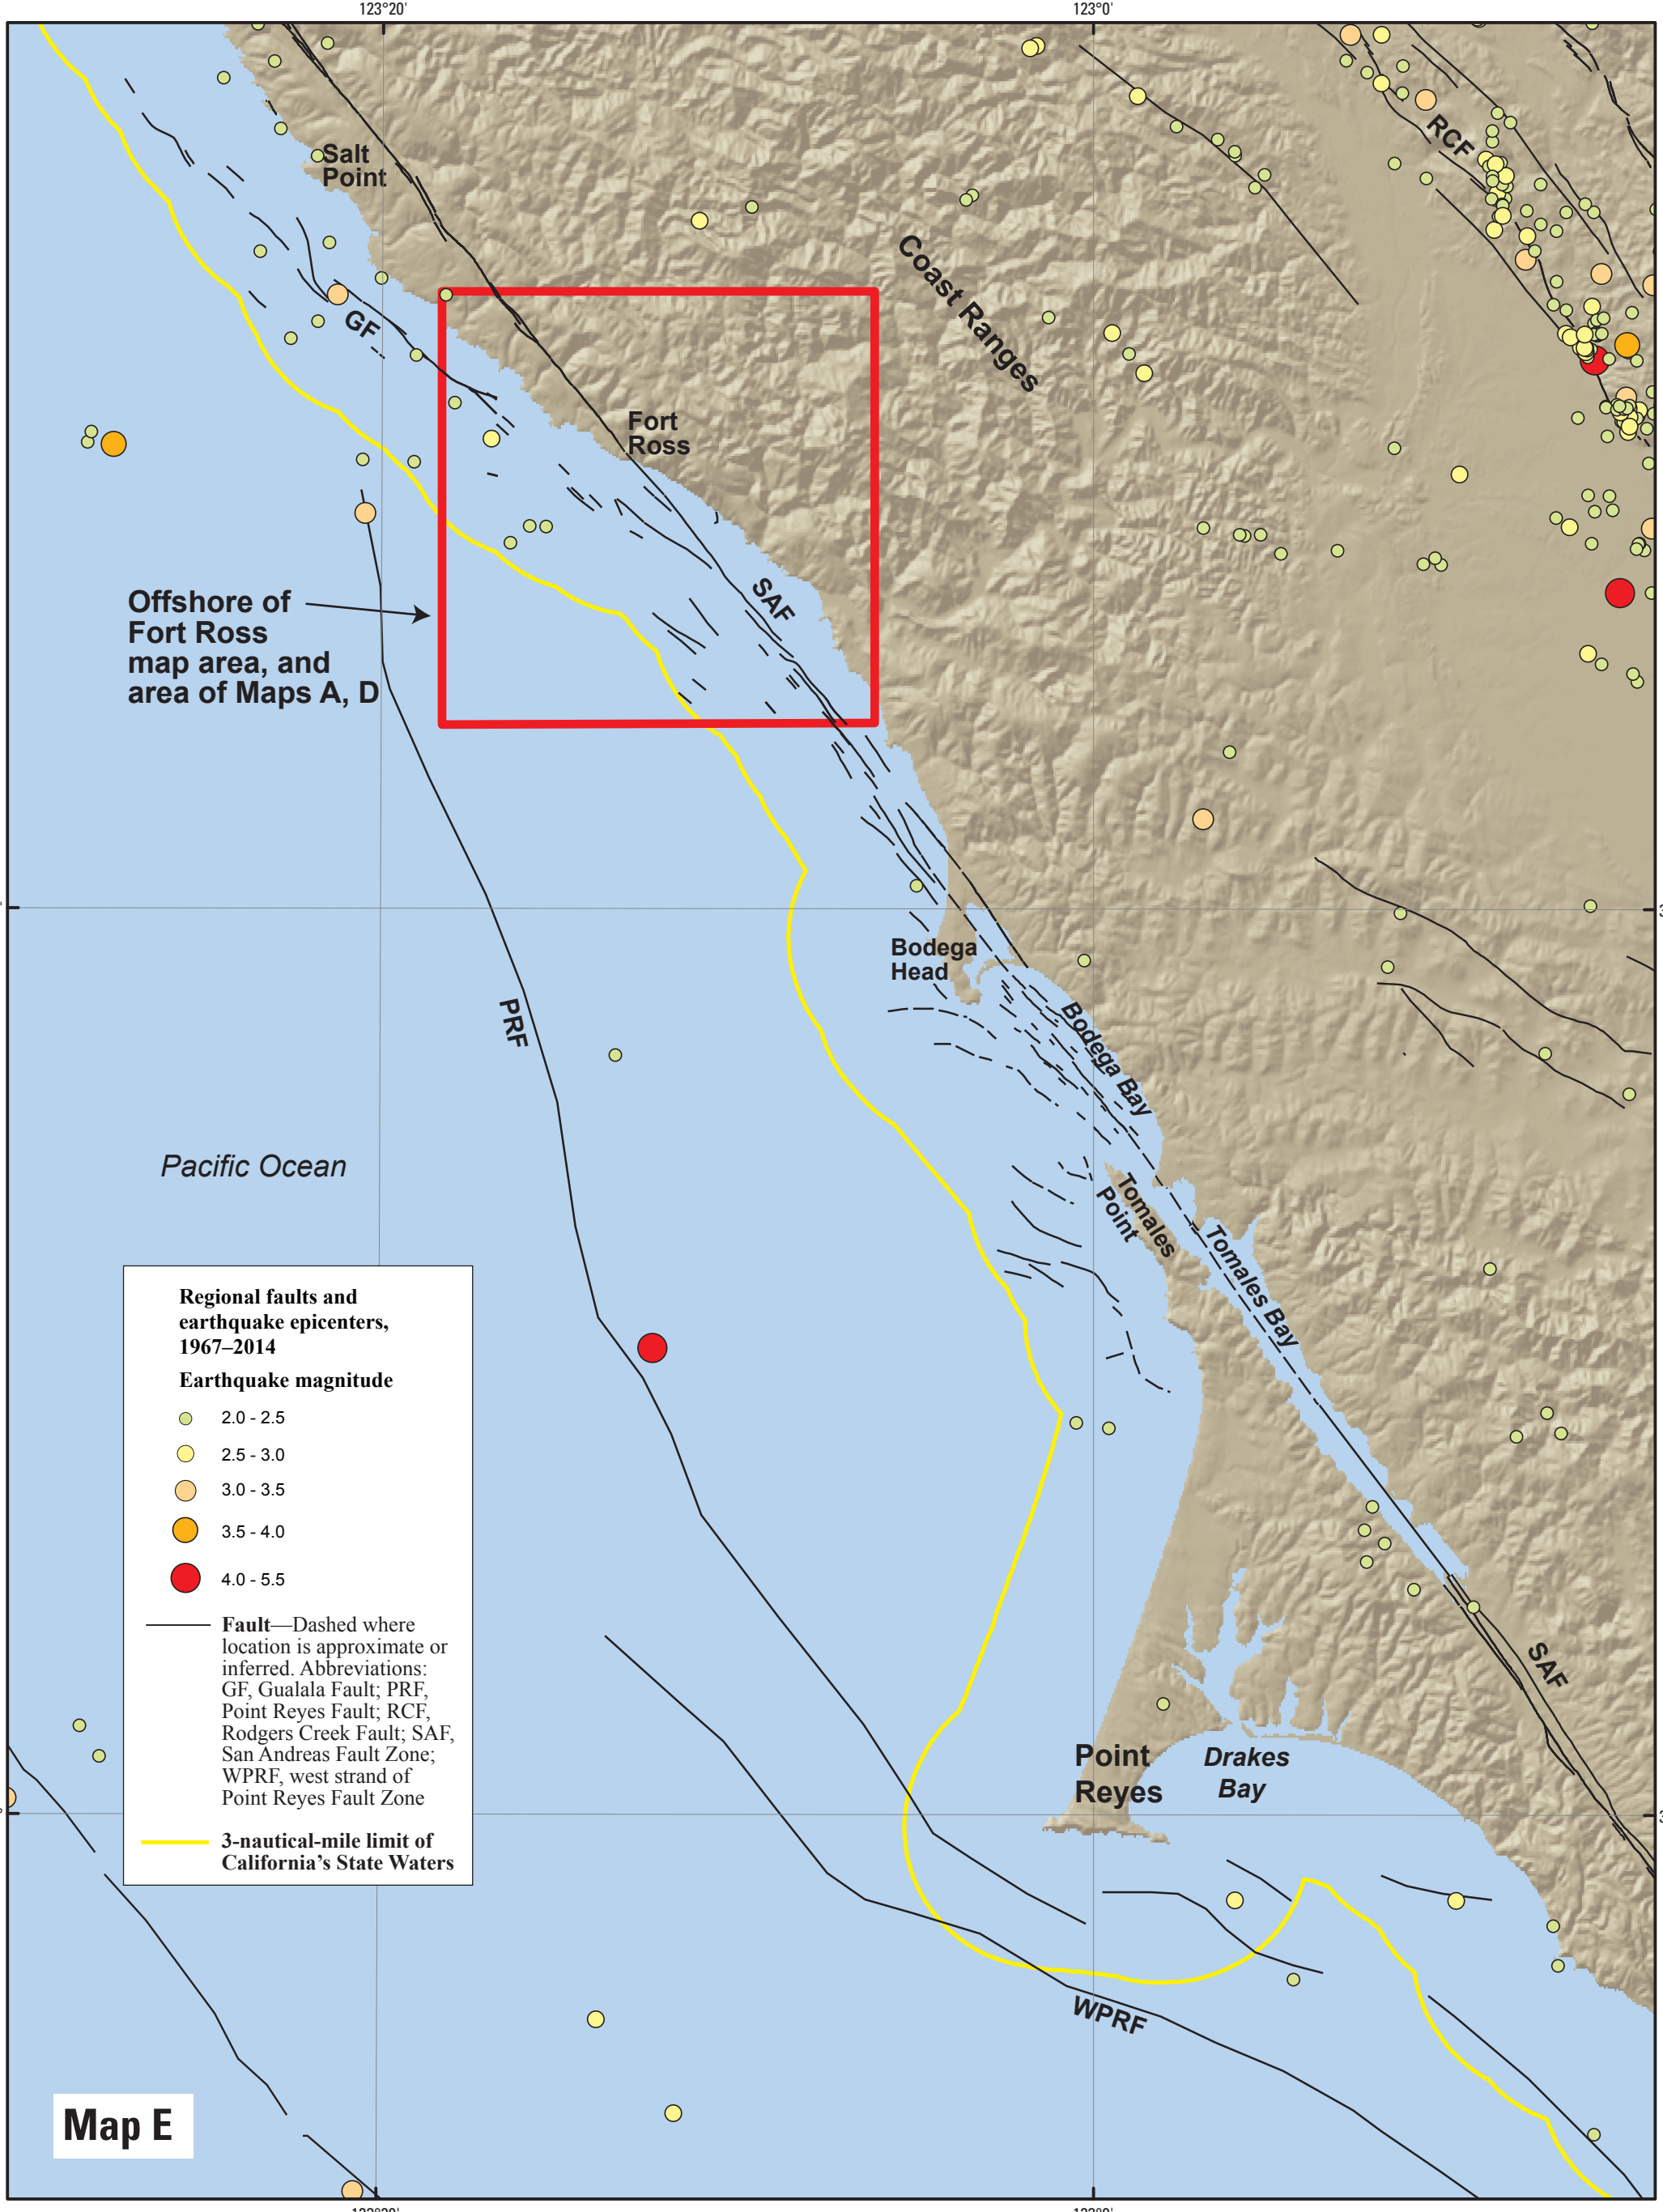 123°20'
123°0'
RCF
Salt
Point
Coast Ranges
GF
Fort
Ross
SAF
Offshore of
Fort Ross
map area, and
area of Maps A, D
Bodega
Head
PRF
Bodega Bay
Pacific Ocean
Tomales
Point
Tomales Bay
Regional faults and
earthquake epicenters,
1967–2014
Earthquake magnitude
2.0 - 2.5
2.5 - 3.0
3.0 - 3.5
3.5 - 4.0
4.0 - 5.5
Fault—Dashed where
location is approximate or
inferred. Abbreviations:
GF, Gualala Fault; PRF,
Point Reyes Fault; RCF,
Rodgers Creek Fault; SAF,
San Andreas Fault Zone;
WPRF, west strand of
Point Reyes Fault Zone
3-nautical-mile limit of
California's State Waters
SAF
Point
Reyes
Drakes
Bay
WPRF
Map E